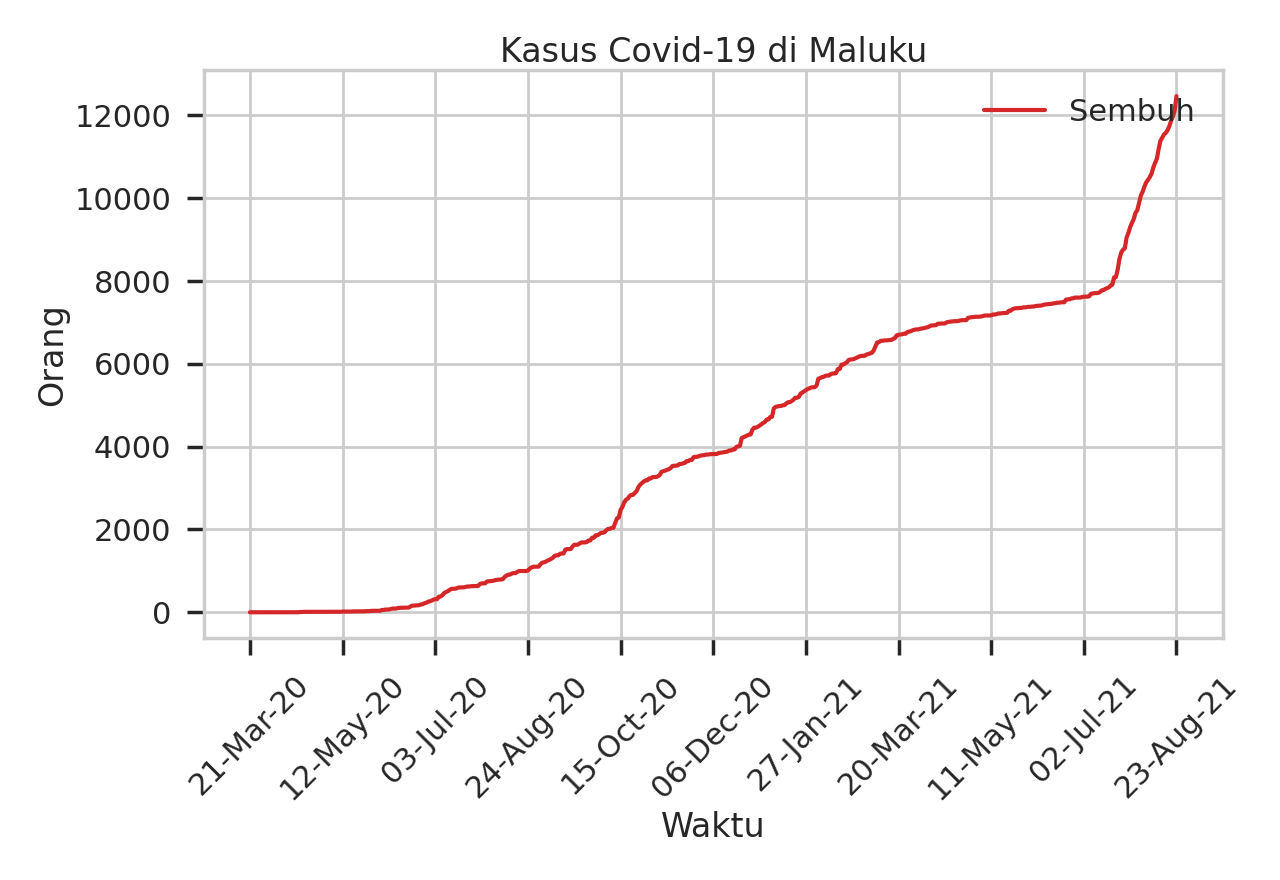 Kasus Covid-19 di Maluku
Sembuh
Orang
12000
10000
8000
6000
4000
2000
0
21-Mar-20
12-May-20
03-Jul-20
24-Aug-20
15-Oct-20
06-Dec-20
27-Jan-21
20-Mar-21
11-May-21
02-Jul-21
23-Aug-21
Waktu